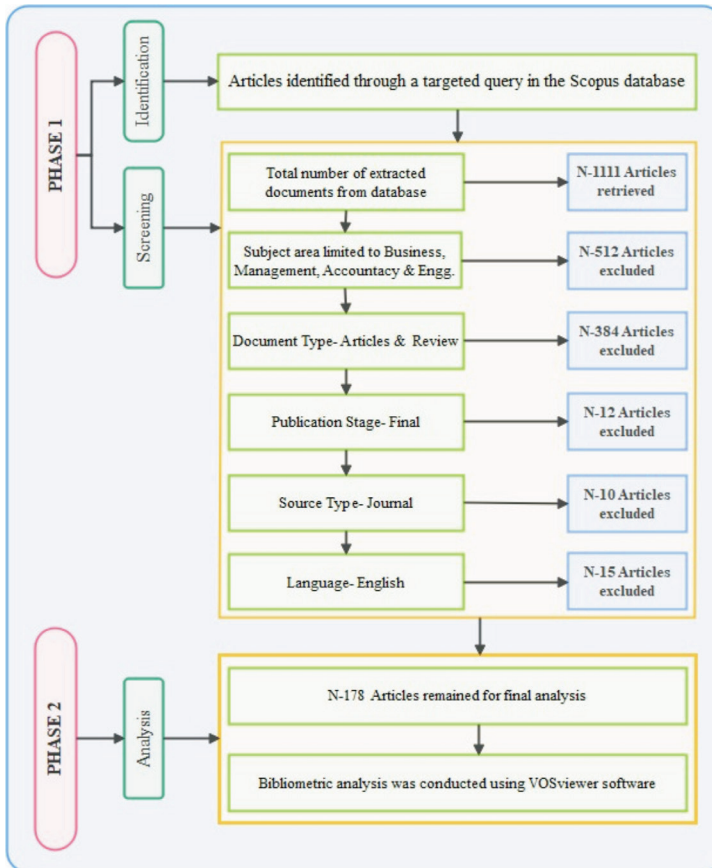 PHASE 1
Identification
Articles identified through a targeted query in the Scopus database
Screening
Total number of extracted
documents from database
N-1111 Articles
retrieved
Subject area limited to Business,
Management, Accountacy & Engg.
N-512 Articles
excluded
Document Type- Articles & Review
N-384 Articles
excluded
Publication Stage- Final
N-12 Articles
excluded
Source Type- Journal
N-10 Articles
excluded
Language- English
N-15 Articles
excluded
PHASE 2
Analysis
N-178 Articles remained for final analysis
Bibliometric analysis was conducted using VOSviewer software